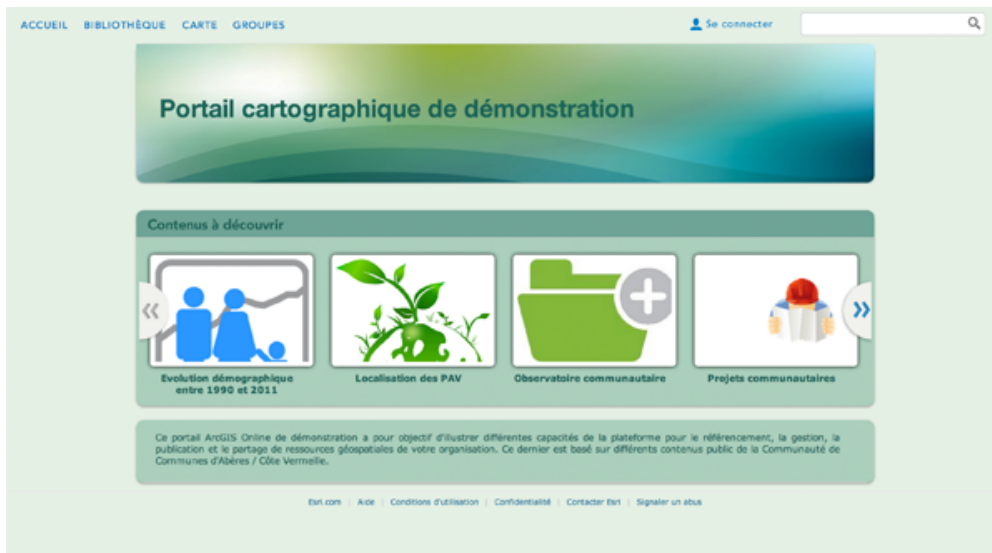 ACCUEIL BIBLIOTHÈQUE CARTE GROUPES Se connecter
Portail cartographique de démonstration
Contenus à découvrir
Evolution démographique
entre 1990 et 2011
Localisation des PAV
Observatoire communautaire
Projets communautaires
Ce portail ArcGIS Online de démonstration a pour objectif d'illustrer différentes capacités de la plateforme pour le référencement, la gestion, la
publication et le partage de ressources géospatiales de votre organisation. Ce dernier est basé sur différents contenus public de la Communauté de
Communes d'Abères / Côte Vermeille.
Esri.com | Aide | Conditions d'utilisation | Confidentialité | Contacter Esri | Signaler un abus